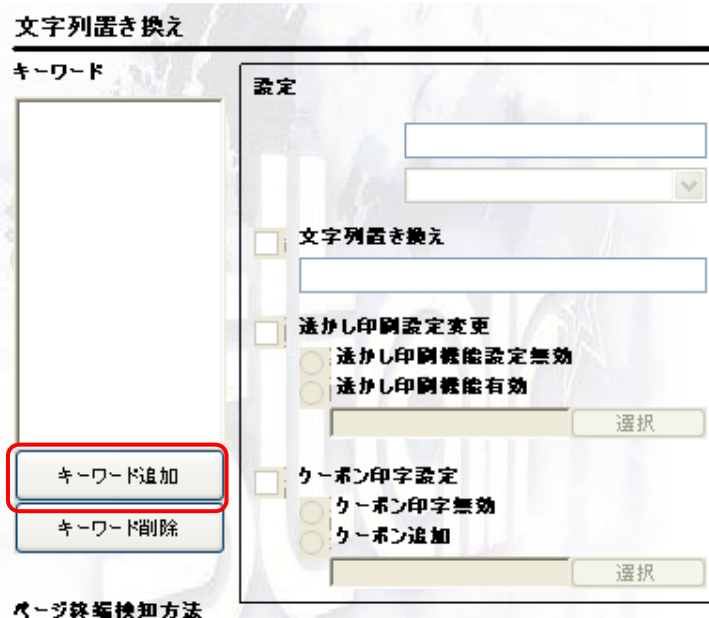 文字列置き換え
キーワード
設定
文字列置き換え
透かし印刷設定変更
透かし印刷機能設定無効
透かし印刷機能有効
選択
キーワード追加
クーポン印字設定
クーポン印字無効
キーワード削除
クーポン追加
選択
ページ終端検知方法